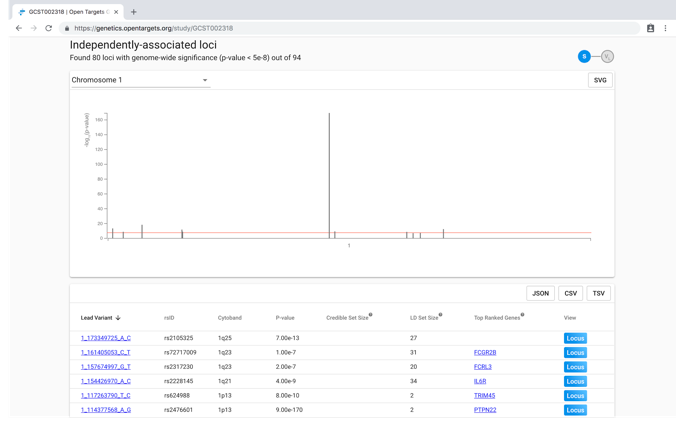 GCST002318 | Open Targets G
https://genetics.opentargets.org/study/GCST002318
Independently-associated loci
Found 80 loci with genome-wide significance (p-value < 5e-8) out of 94
S
Chromosome 1
SVG
-log₁₀(p-value)
160
140
120
100
80
60
40
20
0
1
JSON CSV TSV
Lead Variant rsID Cytoband P-value Credible Set Size LD Set Size Top Ranked Genes View
1_173349725_A_C rs2105325 1q25 7.00e-13 27 Locus
1_161405053_C_T rs72717009 1q23 1.00e-7 31 FCGR2B Locus
1_157674997_G_T rs2317230 1q23 2.00e-7 20 FCRL3 Locus
1_154426970_A_C rs2228145 1q21 4.00e-9 34 IL6R Locus
1_117263790_T_C rs624988 1p13 8.00e-10 2 TRIM45 Locus
1_114377568_A_G rs2476601 1p13 9.00e-170 2 PTPN22 Locus